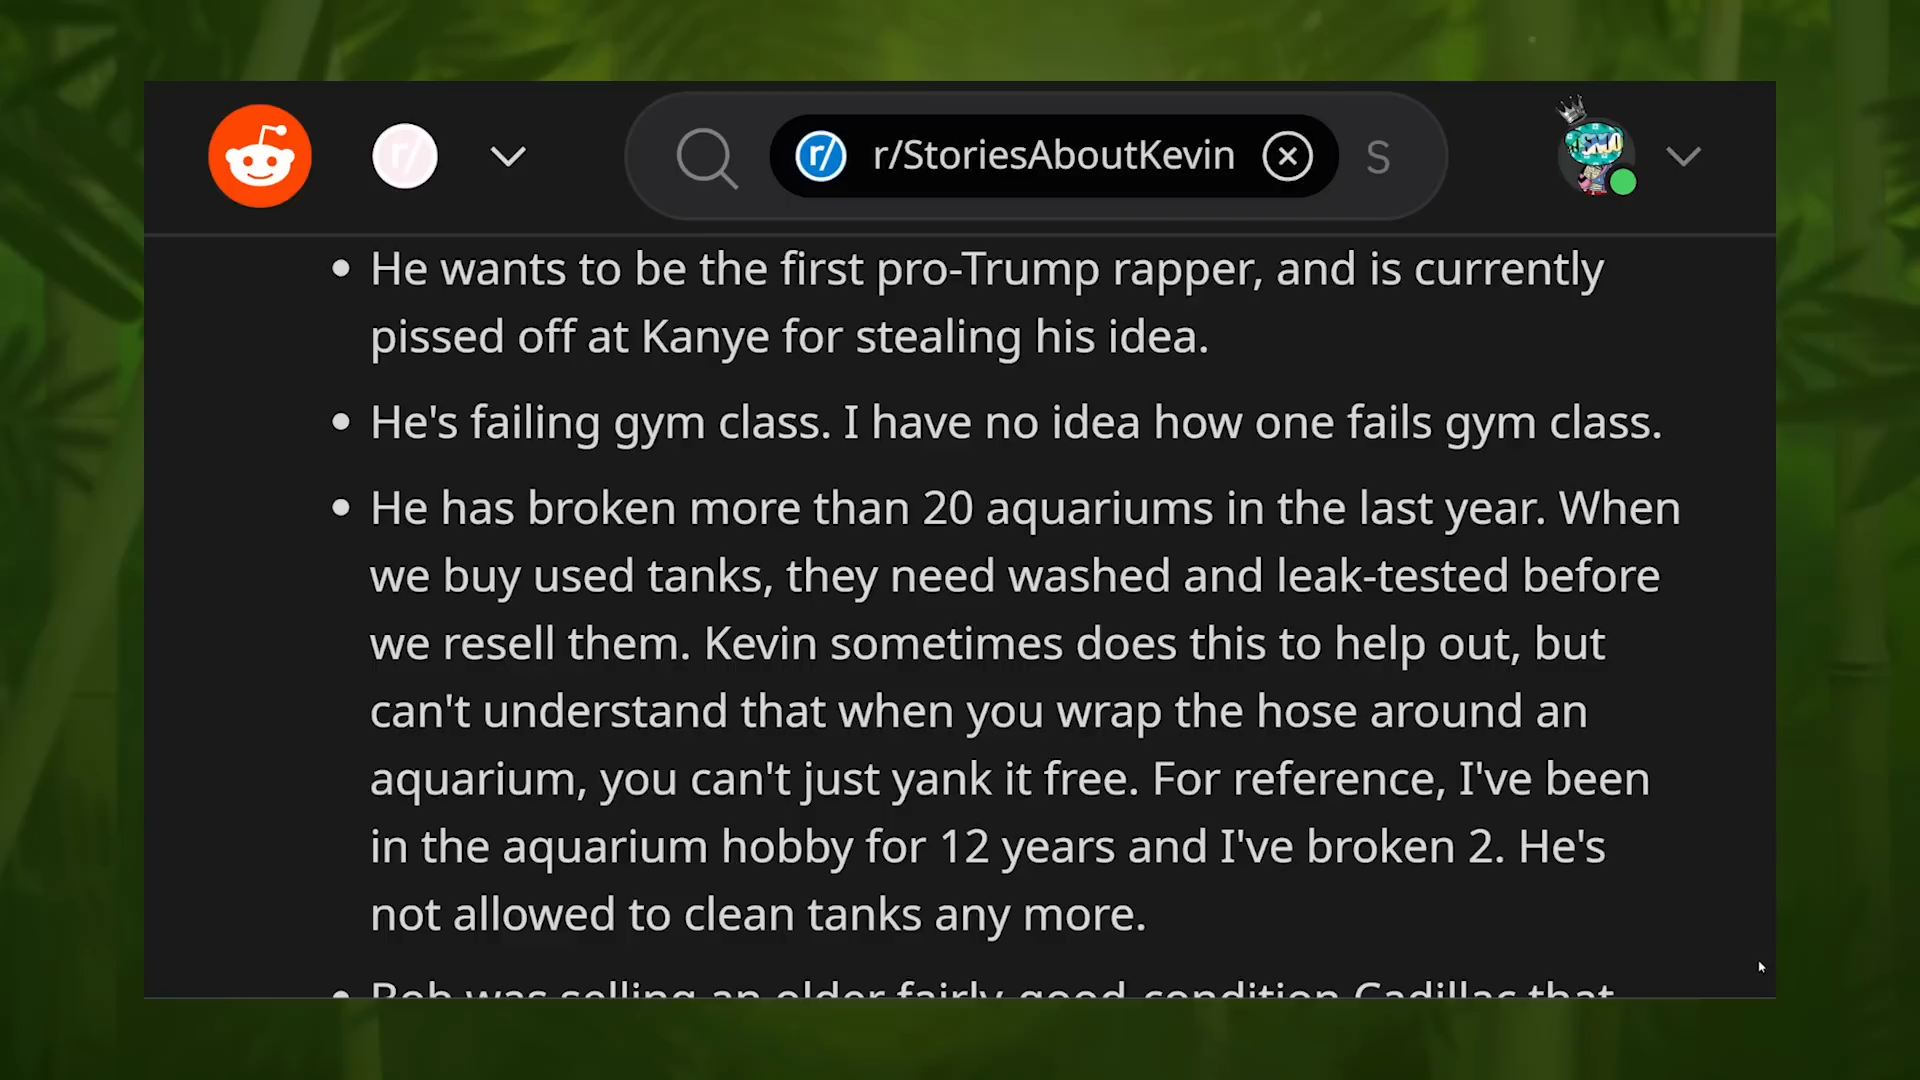 r/
r/ r/StoriesAboutKevin S
• He wants to be the first pro-Trump rapper, and is currently
pissed off at Kanye for stealing his idea.
• He's failing gym class. I have no idea how one fails gym class.
• He has broken more than 20 aquariums in the last year. When
we buy used tanks, they need washed and leak-tested before
we resell them. Kevin sometimes does this to help out, but
can't understand that when you wrap the hose around an
aquarium, you can't just yank it free. For reference, I've been
in the aquarium hobby for 12 years and I've broken 2. He's
not allowed to clean tanks any more.
• Bob was selling an older fairly good condition Cadillac that